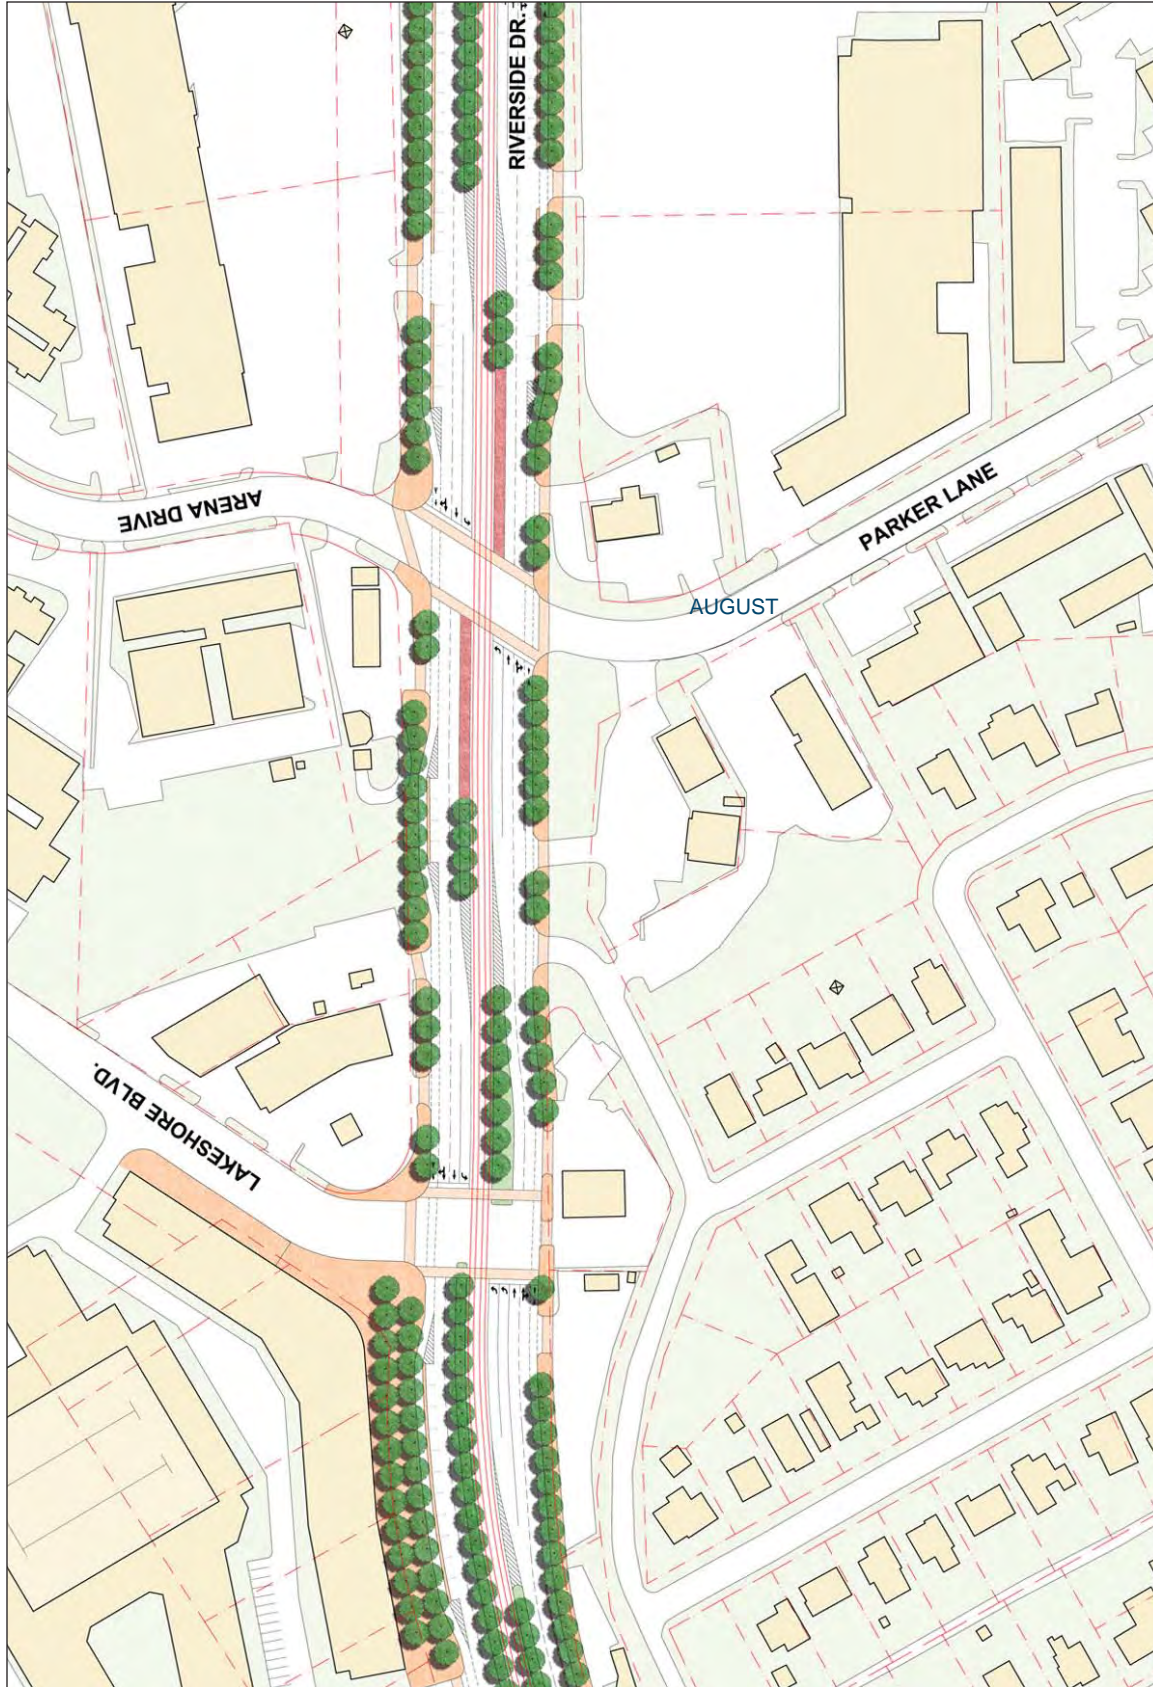 RIVERSIDE DR.
ARENA DRIVE
PARKER LANE
AUGUST
LAKESHORE BLVD.